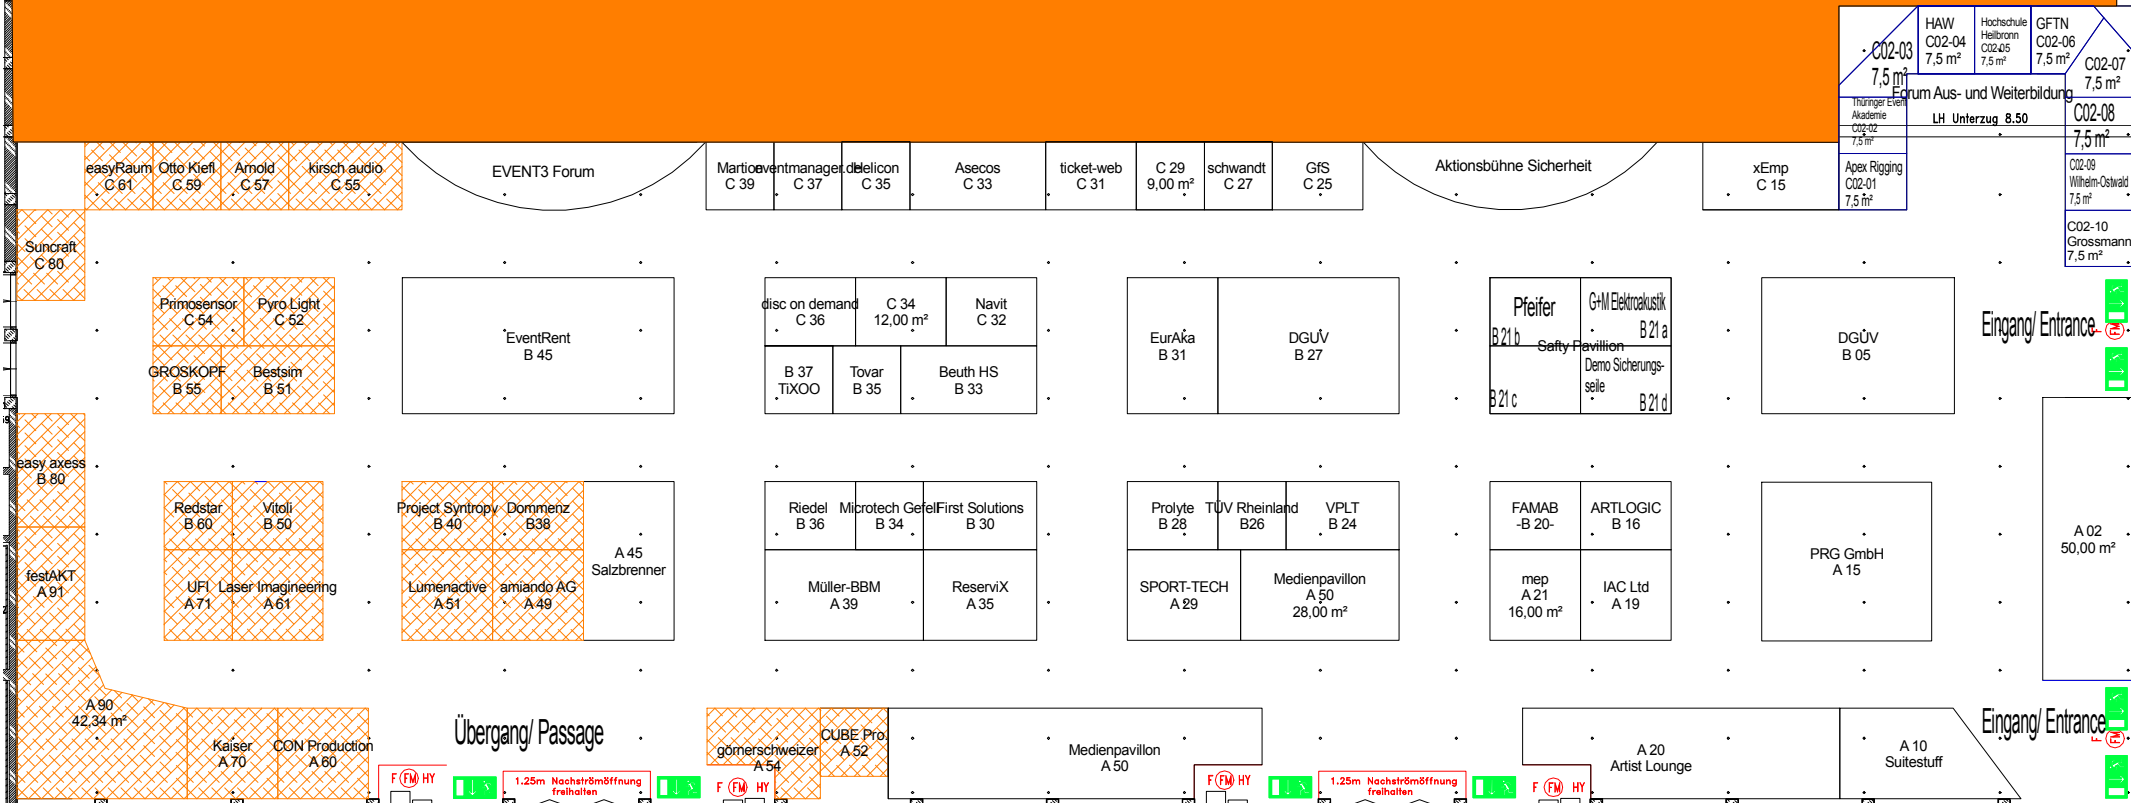 HAW
C02-04
7,5 m²
Hochschule
Heilbronn
C02-05
7,5 m²
GFTN
C02-06
7,5 m²
C02-03
7,5 m²
C02-07
7,5 m²
Forum Aus- und Weiterbildung
LH Unterzug 8.50
Thüringer Event
Akademie
C02-02
7,5 m²
C02-08
7,5 m²
Apex Rigging
C02-01
7,5 m²
C02-09
Wilhelm-Ostwald
7,5 m²
C02-10
Grossmann
7,5 m²
easyRaum
C 61
Otto Kiefl
C 59
Arnold
C 57
kirsch audio
C 55
EVENT3 Forum
Martion
C 39
eventmanager.de
C 37
Helicon
C 35
Asecos
C 33
ticket-web
C 31
C 29
9,00 m²
schwandt
C 27
GfS
C 25
Aktionsbühne Sicherheit
xEmp
C 15
Suncraft
C 80
Primosensor
C 54
Pyro Light
C 52
GROSKOPF
B 55
Bestsim
B 51
EventRent
B 45
disc on demand
C 36
C 34
12,00 m²
Navit
C 32
B 37
TiXOO
Tovar
B 35
Beuth HS
B 33
EurAka
B 31
DGUV
B 27
Pfeifer
B 21 b
G+M Elektroakustik
B 21 a
Safty Pavillion
B 21 c
Demo Sicherungs-
seile
B 21 d
DGUV
B 05
Eingang/ Entrance
F FM
easy axess
B 80
festAKT
A 91
Redstar
B 60
Vitoli
B 50
UFI
A 71
Laser Imagineering
A 61
Project Syntropy
B 40
Dommenz
B38
Lumenactive
A 51
amiando AG
A 49
A 45
Salzbrenner
Riedel
B 36
Microtech Gefell
B 34
First Solutions
B 30
Müller-BBM
A 39
ReserviX
A 35
Prolyte
B 28
TÜV Rheinland
B26
VPLT
B 24
SPORT-TECH
A 29
Medienpavillon
A 50
28,00 m²
FAMAB
-B 20-
ARTLOGIC
B 16
mep
A 21
16,00 m²
IAC Ltd
A 19
PRG GmbH
A 15
A 02
50,00 m²
A 90
42,34 m²
Kaiser
A 70
CON Production
A 60
Übergang/ Passage
gömerschweizer
A 54
CUBE Pro.
A 52
Medienpavillon
A 50
A 20
Artist Lounge
A 10
Suitestuff
Eingang/ Entrance
F FM
F FM HY
1.25m Nachströmöffnung
freihalten
F FM HY
F FM HY
1.25m Nachströmöffnung
freihalten
F FM HY